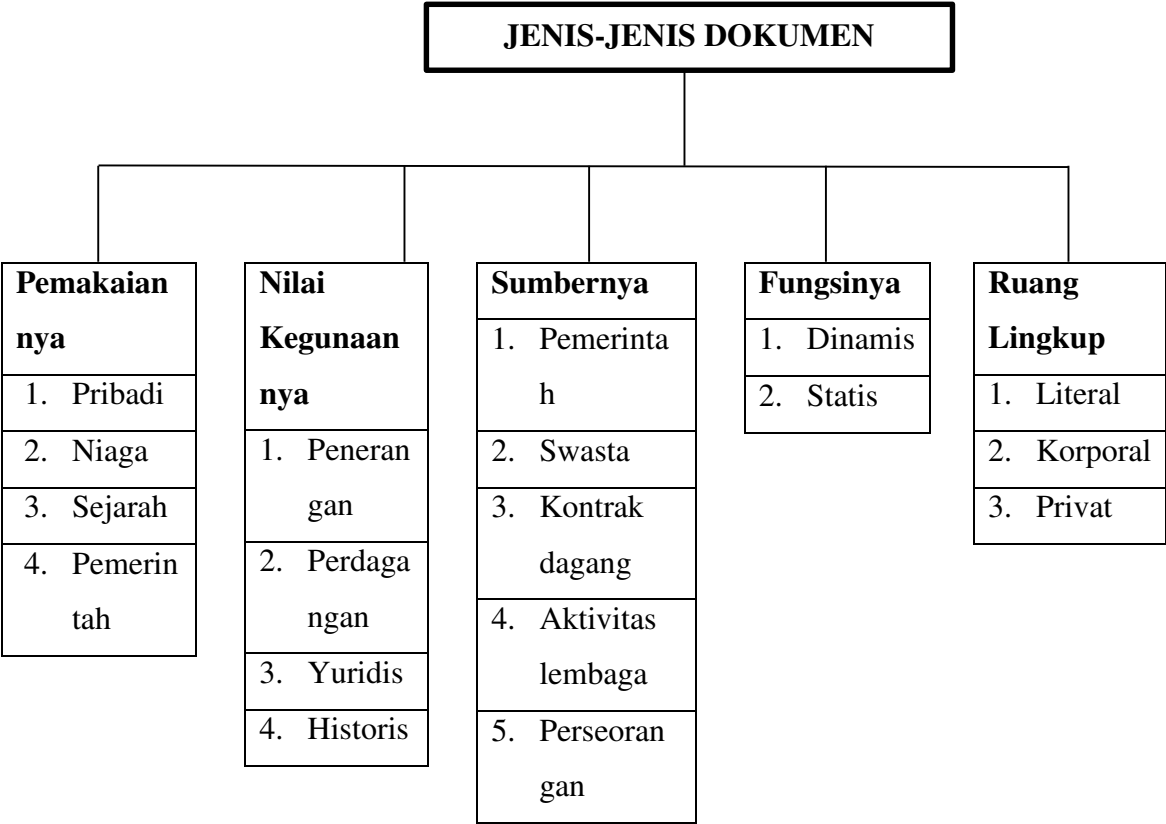 JENIS-JENIS DOKUMEN
Pemakaian
nya
1. Pribadi
2. Niaga
3. Sejarah
4. Pemerin
tah
Nilai
Kegunaan
nya
1. Peneran
gan
2. Perdaga
ngan
3. Yuridis
4. Historis
Sumbernya
1. Pemerinta
h
2. Swasta
3. Kontrak
dagang
4. Aktivitas
lembaga
5. Perseoran
gan
Fungsinya
1. Dinamis
2. Statis
Ruang
Lingkup
1. Literal
2. Korporal
3. Privat